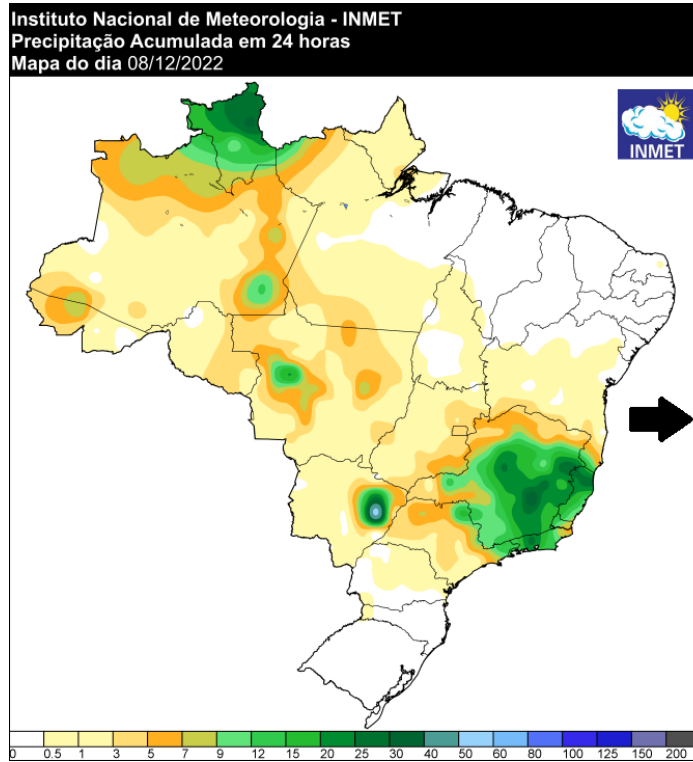 Instituto Nacional de Meteorologia - INMET
Precipitação Acumulada em 24 horas
Mapa do dia 08/12/2022
INMET
0 0.5 1 3 5 7 9 12 15 20 25 30 40 50 60 80 100 125 150 200